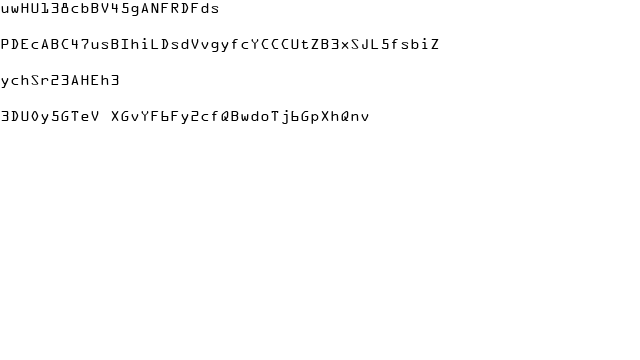 uwHU138cbBV45gANFRDFds
PDEcABC47usBIhiLDsdVvgyfcYCCCUtZB3xSJL5fsbiZ
ychSr23AHEh3
3DU0y5GTeV XGvYF6Fy2cfQBwdoTj6GpXhQnv